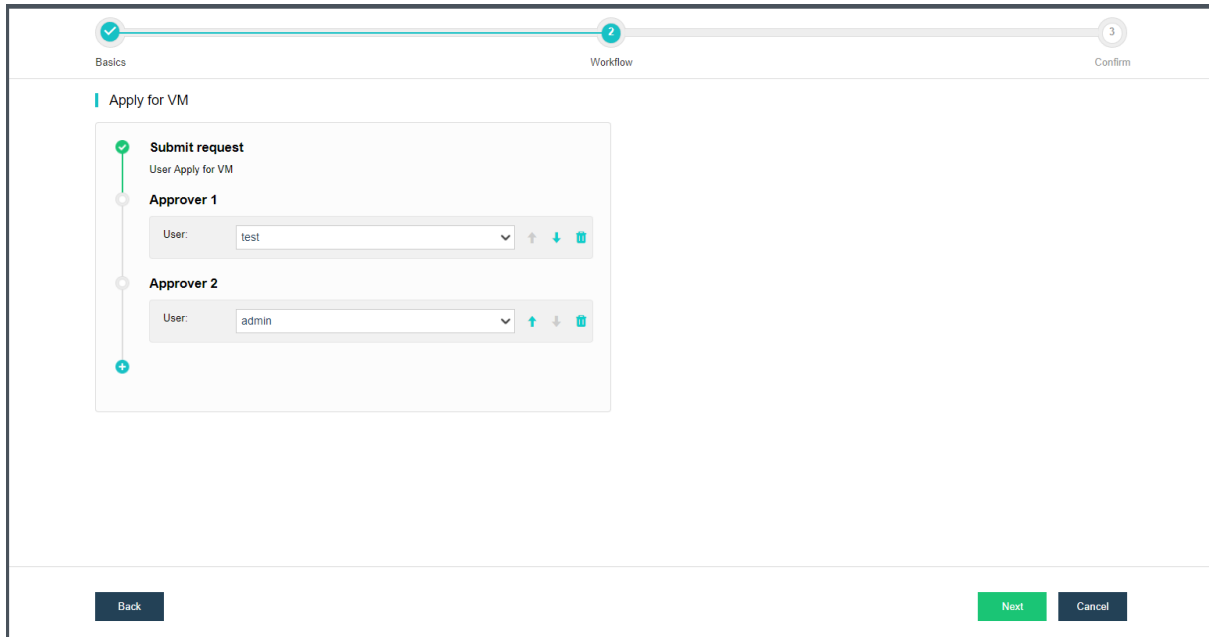 2
3
Basics
Workflow
Confirm
Apply for VM
Submit request
User Apply for VM
Approver 1
User:
test
Approver 2
User:
admin
Back
Next
Cancel